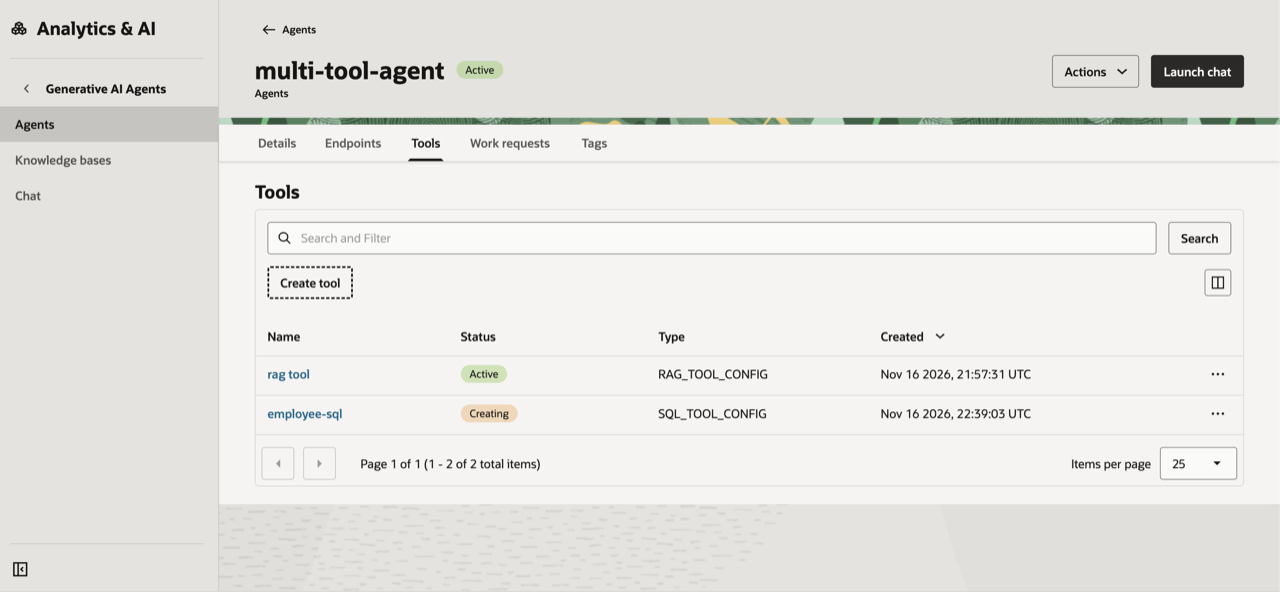 Analytics & AI
Generative AI Agents
Agents
Knowledge bases
Chat
Agents
multi-tool-agent Active
Agents
Actions
Launch chat
Details Endpoints Tools Work requests Tags
Tools
Search and Filter
Search
Create tool
Name Status Type Created
rag tool Active RAG_TOOL_CONFIG Nov 16 2026, 21:57:31 UTC
employee-sql Creating SQL_TOOL_CONFIG Nov 16 2026, 22:39:03 UTC
Page 1 of 1 (1 - 2 of 2 total items) Items per page 25